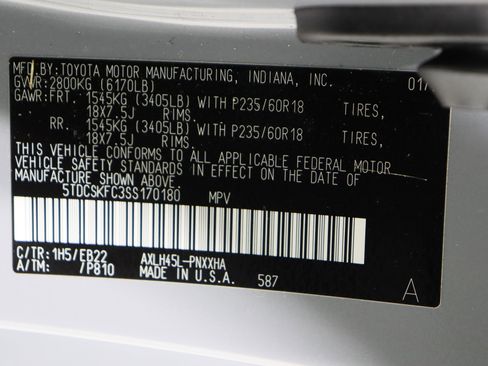 MFD.BY:TOYOTA MOTOR MANUFACTURING, INDIANA, INC. 01/
GVWR:2800KG (6170LB)
GAWR:FRT. 1545KG (3405LB) WITH P235/60R18 TIRES,
18X7.5J RIMS.
RR. 1545KG (3405LB) WITH P235/60R18 TIRES,
18X7.5J RIMS.
THIS VEHICLE CONFORMS TO ALL APPLICABLE FEDERAL MOTOR
VEHICLE SAFETY STANDARDS IN EFFECT ON THE DATE OF
MANUFACTURE SHOWN ABOVE.
5TDCSKFC3SS170180 MPV
C/TR:1H5/EB22 AXLH45L-PNXXHA
A/TM: /P810 MADE IN U.S.A. 587 A